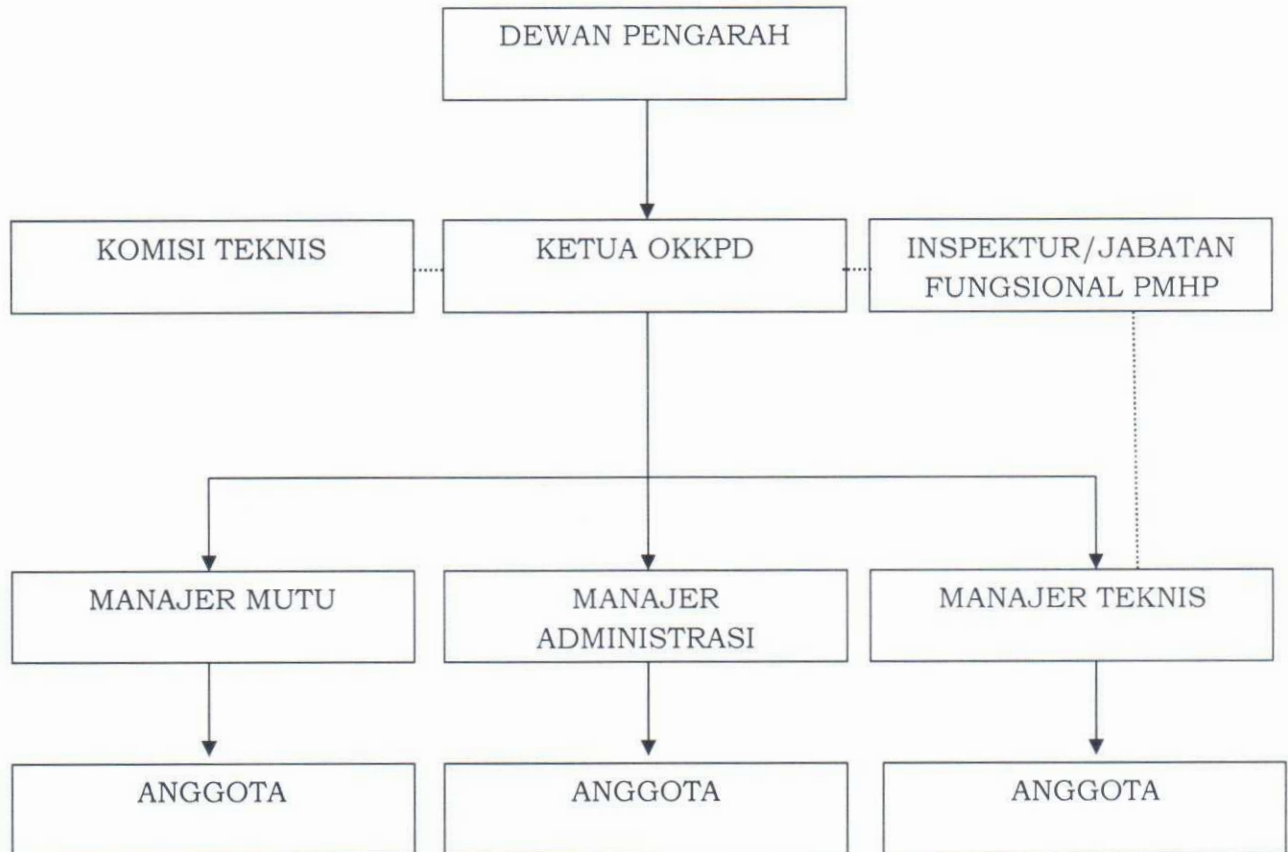 DEWAN PENGARAH
KOMISI TEKNIS
KETUA OKKPD
INSPEKTUR/JABATAN
FUNGSIONAL PMHP
MANAJER MUTU
MANAJER
ADMINISTRASI
MANAJER TEKNIS
ANGGOTA
ANGGOTA
ANGGOTA